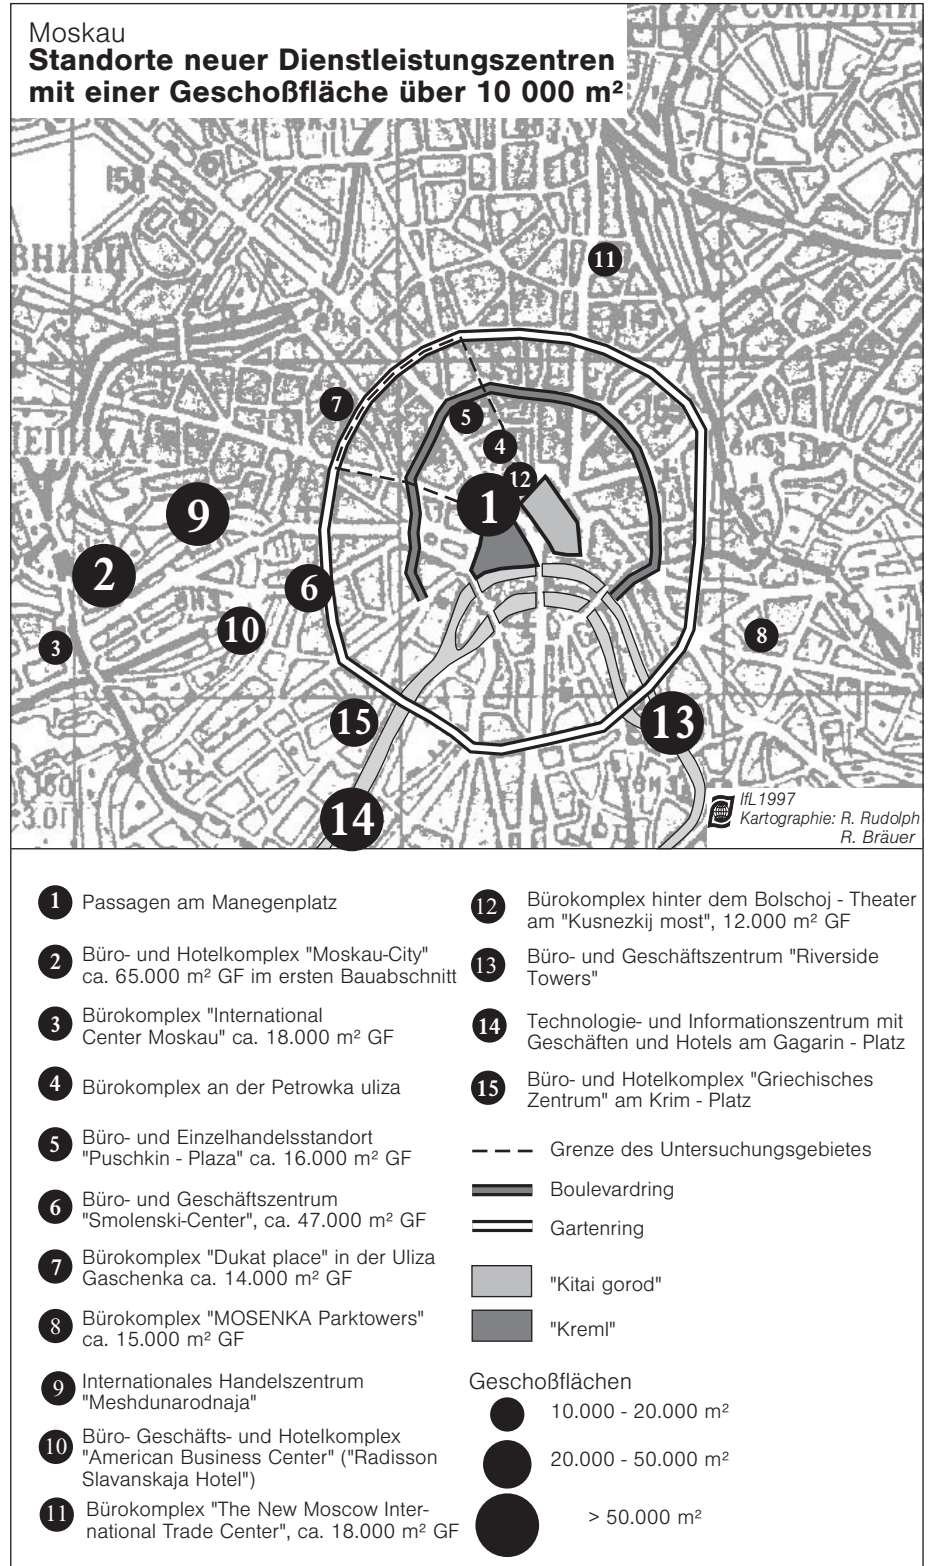 Moskau
Standorte neuer Dienstleistungszentren
mit einer Geschoßfläche über 10 000 m²
СОКОЛЬНИ
158
ВНИКИ
11
7
5
4
12
1
9
2
6
10
3
8
15
13
14
IfL1997
Kartographie: R. Rudolph
R. Bräuer
1 Passagen am Manegenplatz
2 Büro- und Hotelkomplex "Moskau-City"
ca. 65.000 m² GF im ersten Bauabschnitt
3 Bürokomplex "International
Center Moskau" ca. 18.000 m² GF
4 Bürokomplex an der Petrowka uliza
5 Büro- und Einzelhandelsstandort
"Puschkin - Plaza" ca. 16.000 m² GF
6 Büro- und Geschäftszentrum
"Smolenski-Center", ca. 47.000 m² GF
7 Bürokomplex "Dukat place" in der Uliza
Gaschenka ca. 14.000 m² GF
8 Bürokomplex "MOSENKA Parktowers"
ca. 15.000 m² GF
9 Internationales Handelszentrum
"Meshdunarodnaja"
10 Büro- Geschäfts- und Hotelkomplex
"American Business Center" ("Radisson
Slavanskaja Hotel")
11 Bürokomplex "The New Moscow Inter-
national Trade Center", ca. 18.000 m² GF
12 Bürokomplex hinter dem Bolschoj - Theater
am "Kusnezkij most", 12.000 m² GF
13 Büro- und Geschäftszentrum "Riverside
Towers"
14 Technologie- und Informationszentrum mit
Geschäften und Hotels am Gagarin - Platz
15 Büro- und Hotelkomplex "Griechisches
Zentrum" am Krim - Platz
Grenze des Untersuchungsgebietes
Boulevardring
Gartenring
"Kitai gorod"
"Kreml"
Geschoßflächen
10.000 - 20.000 m²
20.000 - 50.000 m²
> 50.000 m²